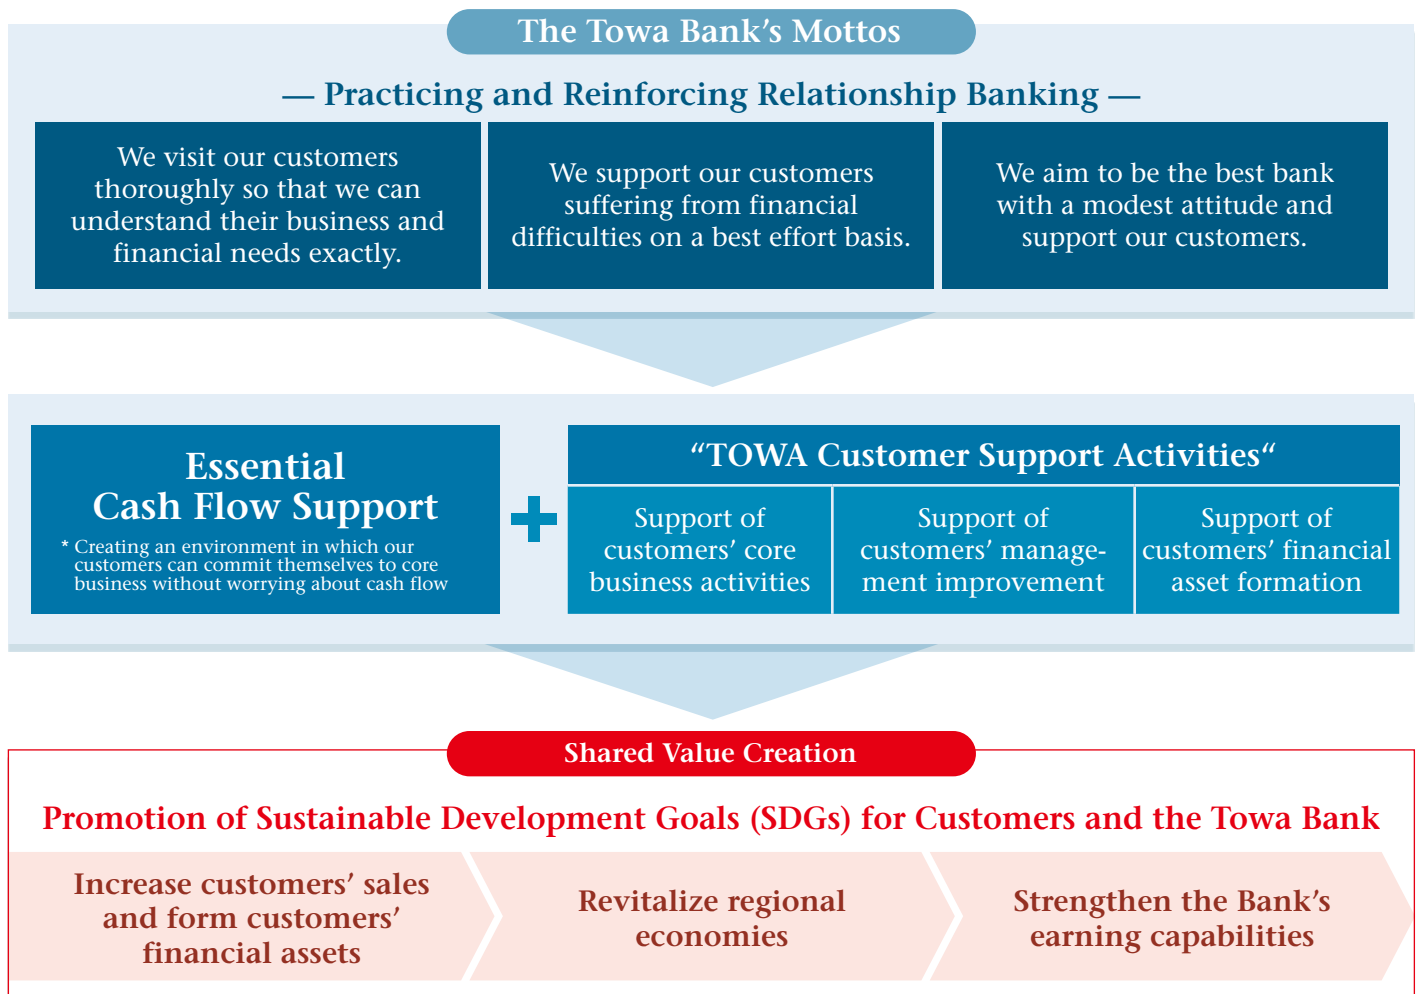 The Towa Bank's Mottos
— Practicing and Reinforcing Relationship Banking —
We visit our customers
thoroughly so that we can
understand their business and
financial needs exactly.
We support our customers
suffering from financial
difficulties on a best effort basis.
We aim to be the best bank
with a modest attitude and
support our customers.
Essential
Cash Flow Support
* Creating an environment in which our
customers can commit themselves to core
business without worrying about cash flow
“TOWA Customer Support Activities“
Support of
customers’ core
business activities
Support of
customers’ manage-
ment improvement
Support of
customers’ financial
asset formation
Shared Value Creation
Promotion of Sustainable Development Goals (SDGs) for Customers and the Towa Bank
Increase customers’ sales
and form customers’
financial assets
Revitalize regional
economies
Strengthen the Bank’s
earning capabilities